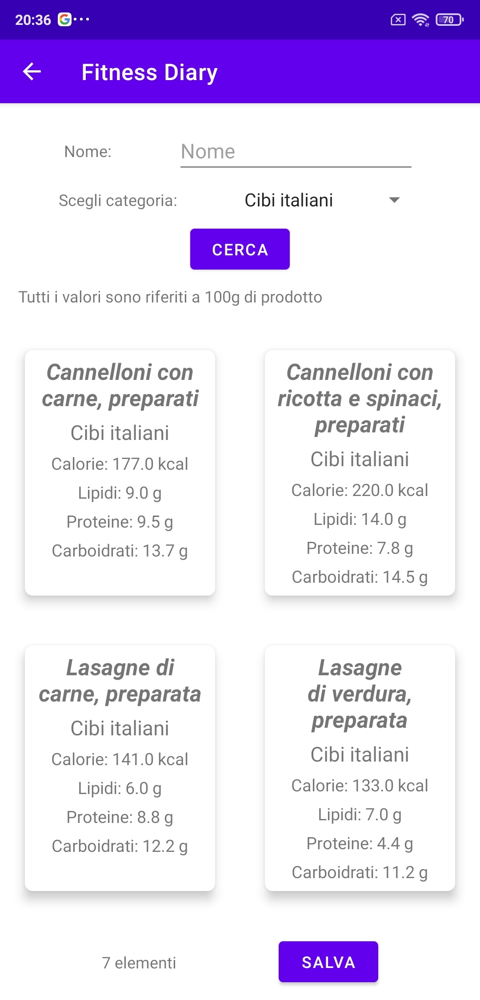 20:36
70
Fitness Diary
Nome:
Nome
Scegli categoria:
Cibi italiani
CERCA
Tutti i valori sono riferiti a 100g di prodotto
Cannelloni con
carne, preparati
Cibi italiani
Calorie: 177.0 kcal
Lipidi: 9.0 g
Proteine: 9.5 g
Carboidrati: 13.7 g
Cannelloni con
ricotta e spinaci,
preparati
Cibi italiani
Calorie: 220.0 kcal
Lipidi: 14.0 g
Proteine: 7.8 g
Carboidrati: 14.5 g
Lasagne di
carne, preparata
Cibi italiani
Calorie: 141.0 kcal
Lipidi: 6.0 g
Proteine: 8.8 g
Carboidrati: 12.2 g
Lasagne
di verdura,
preparata
Cibi italiani
Calorie: 133.0 kcal
Lipidi: 7.0 g
Proteine: 4.4 g
Carboidrati: 11.2 g
7 elementi
SALVA